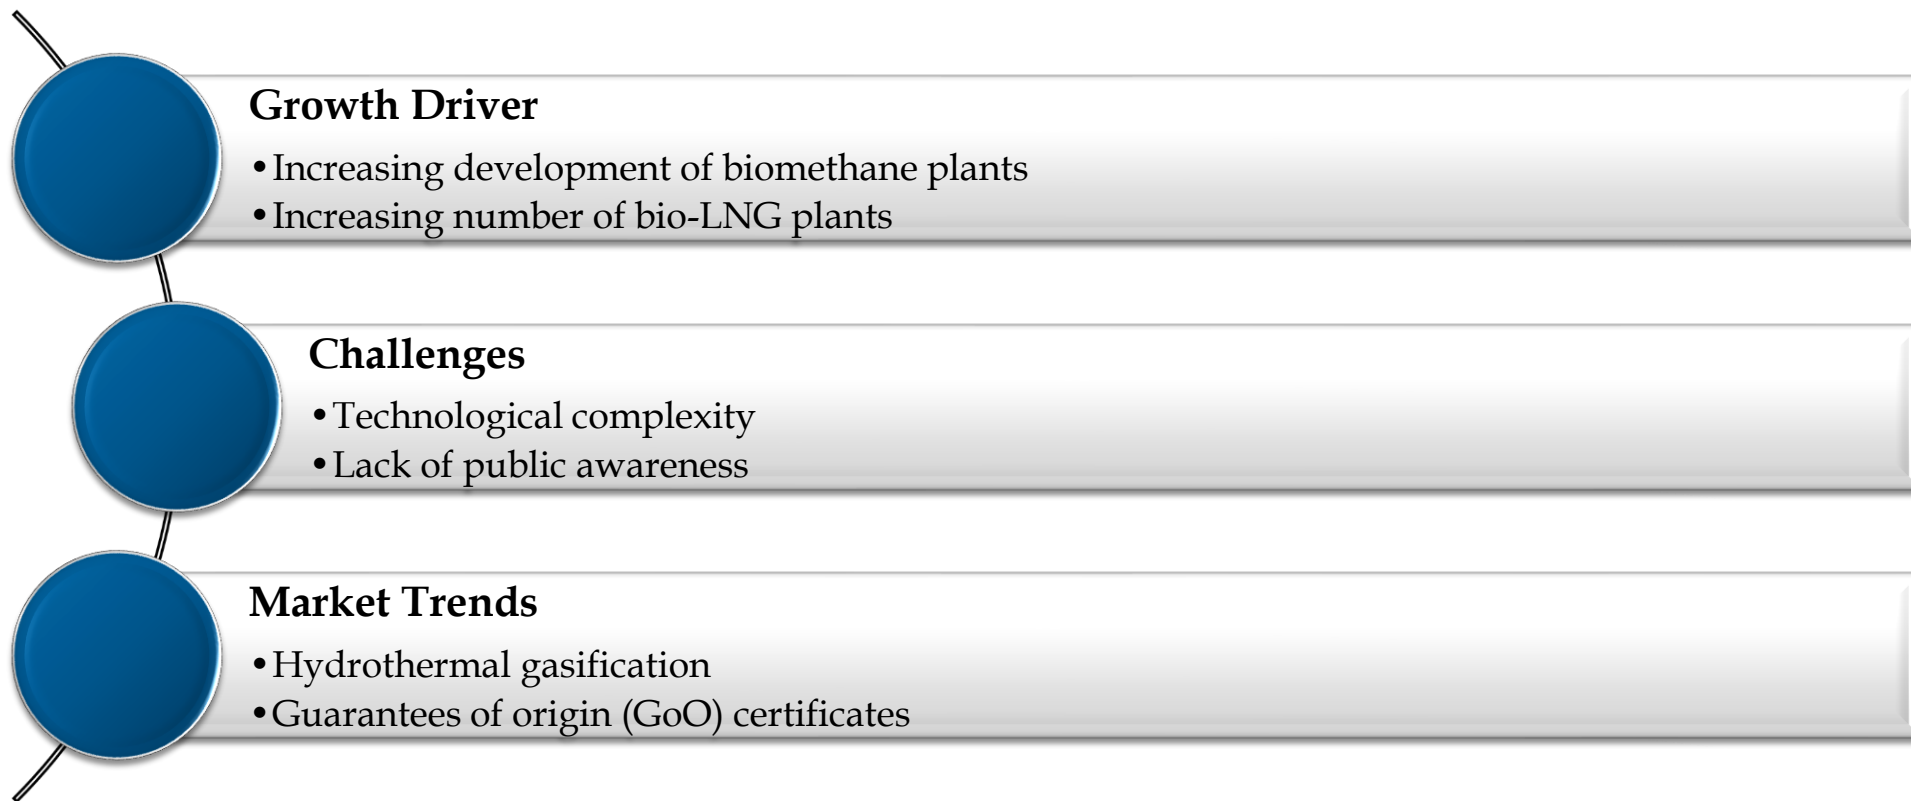 Growth Driver
•Increasing development of biomethane plants
•Increasing number of bio-LNG plants
Challenges
•Technological complexity
•Lack of public awareness
Market Trends
•Hydrothermal gasification
•Guarantees of origin (GoO) certificates